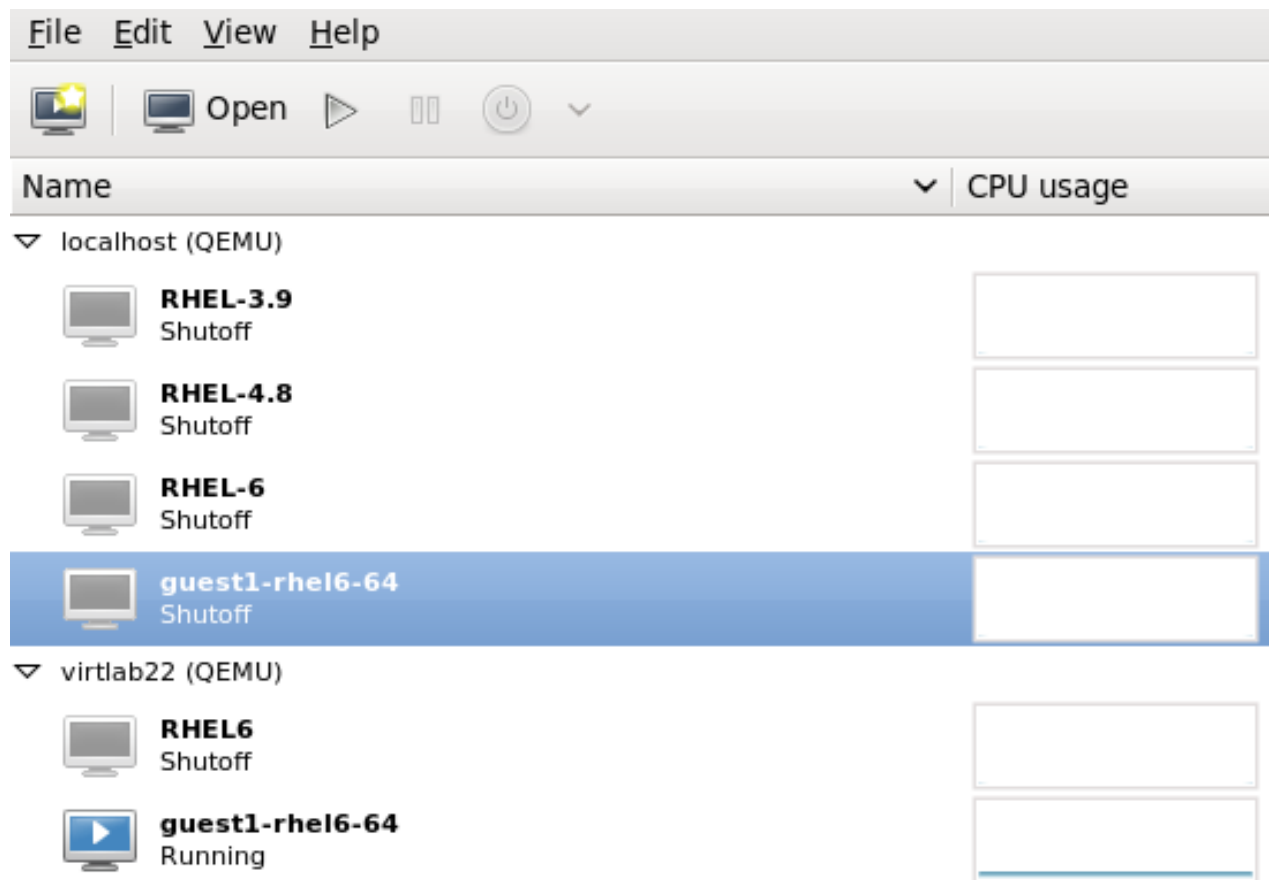 File Edit View Help
Open
Name CPU usage
localhost (QEMU)
RHEL-3.9
Shutoff
RHEL-4.8
Shutoff
RHEL-6
Shutoff
guest1-rhel6-64
Shutoff
virtlab22 (QEMU)
RHEL6
Shutoff
guest1-rhel6-64
Running